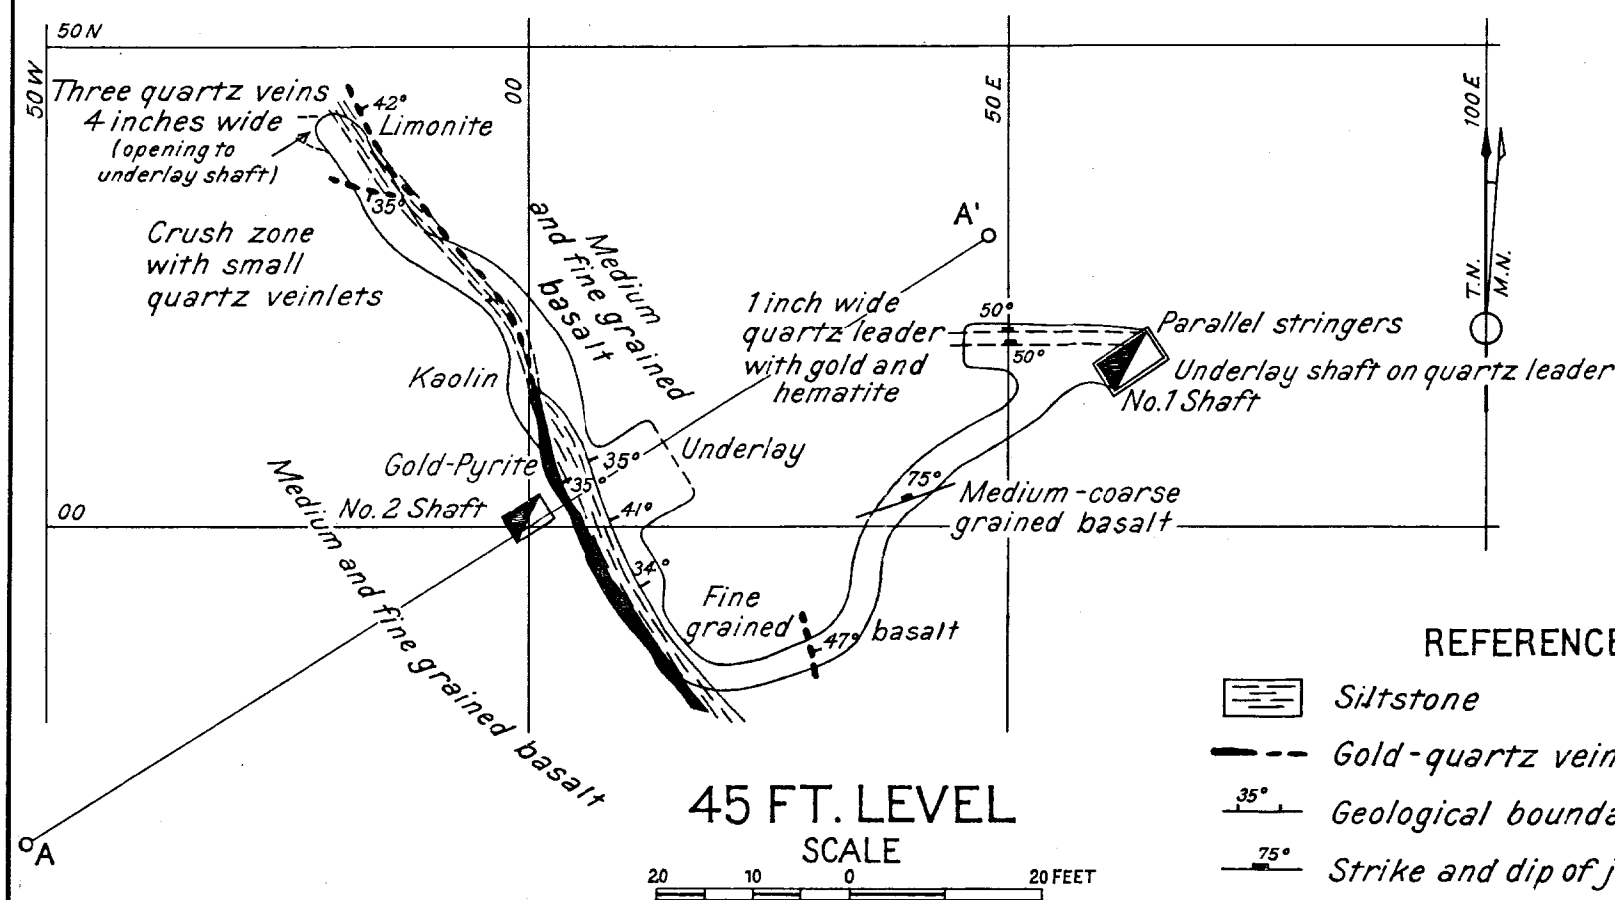 50 N
50 W
00
50 E
100 E
Three quartz veins
4 inches wide
(opening to
underlay shaft)
42°
Limonite
35°
Crush zone
with small
quartz veinlets
Medium
and fine grained
basalt
A'
T.N.
M.N.
1 inch wide
quartz leader
with gold and
hematite
50°
50°
Parallel stringers
Underlay shaft on quartz leader
No.1 Shaft
Kaolin
Gold-Pyrite
No. 2 Shaft
35°
35°
Underlay
41°
34°
00
75°
Medium-coarse
grained basalt
Medium and fine grained basalt
Fine
grained
47°
basalt
A
45 FT. LEVEL
SCALE
20 10 0 20 FEET
REFERENCE
Siltstone
Gold-quartz vein
35°
Geological bounda
75°
Strike and dip of j